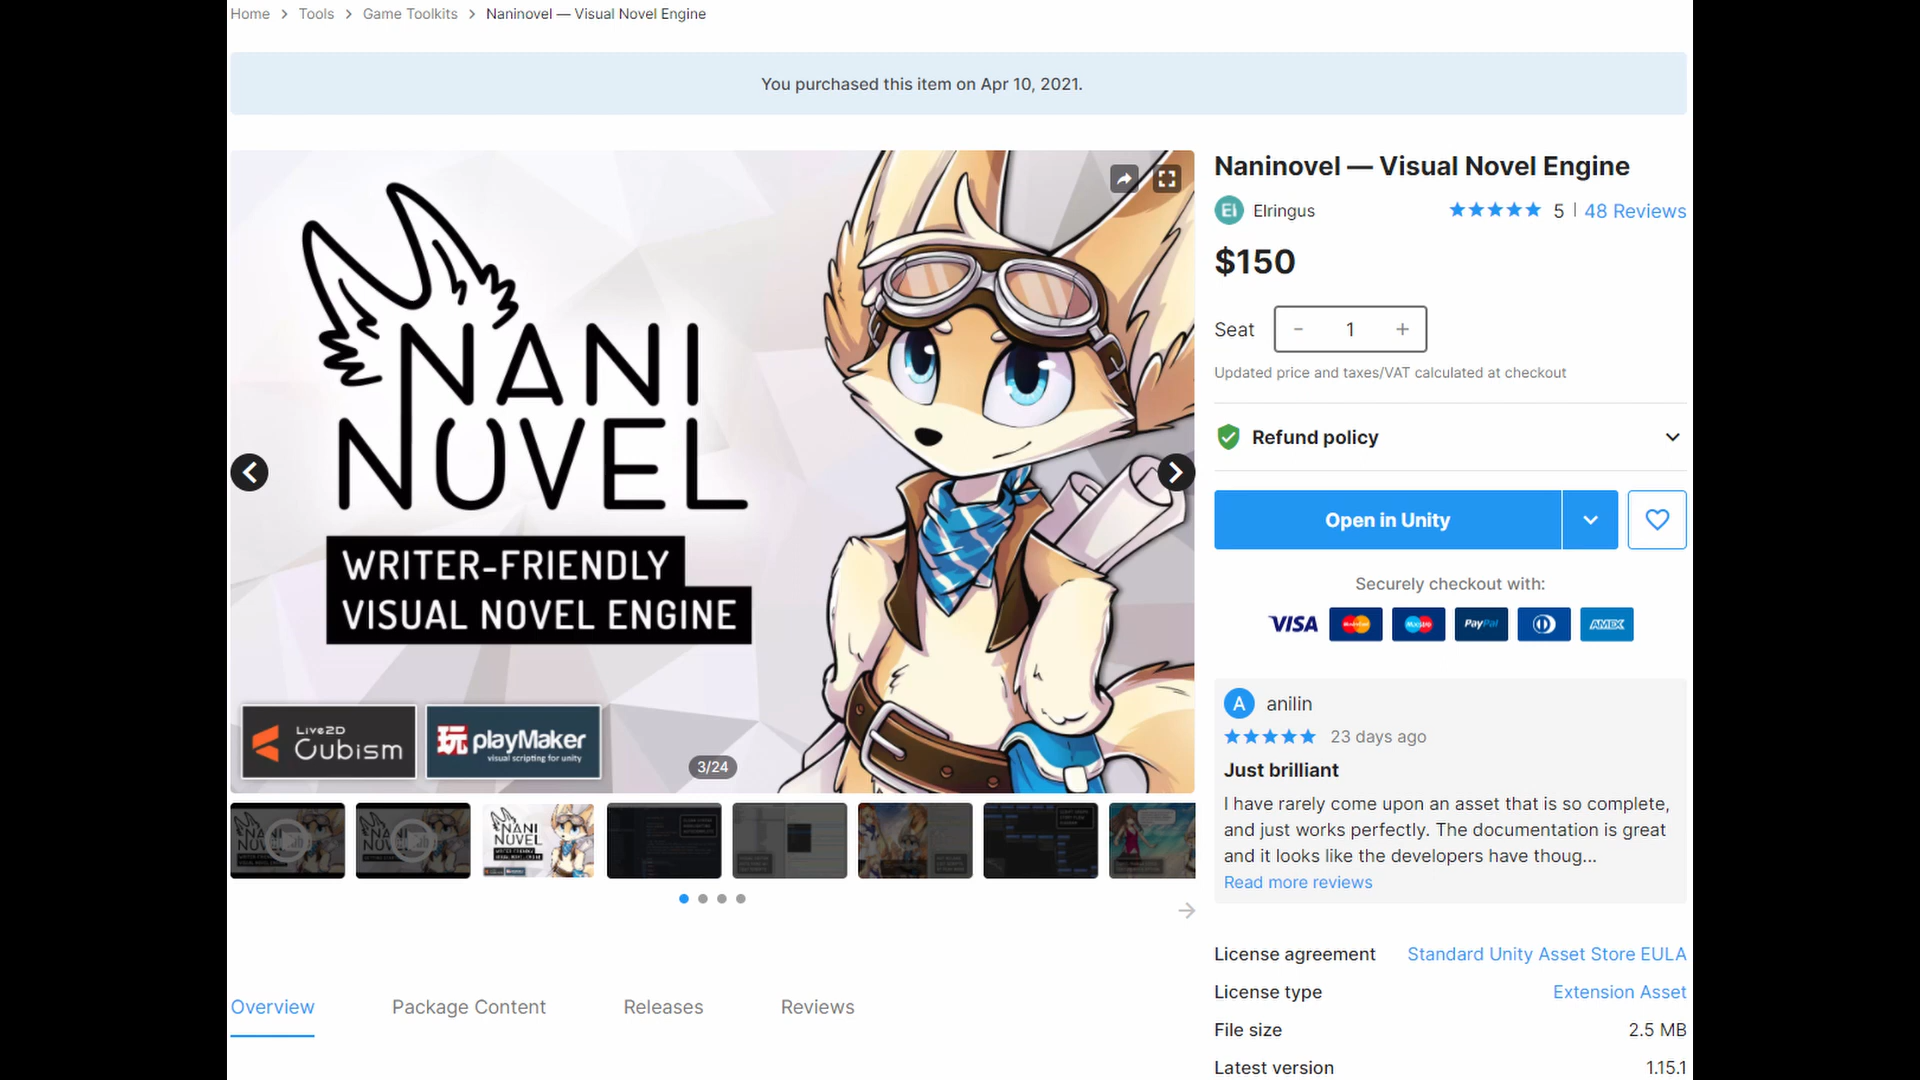 Home > Tools > Game Toolkits > Naninovel — Visual Novel Engine
You purchased this item on Apr 10, 2021.
NANI
NOVEL
WRITER-FRIENDLY
VISUAL NOVEL ENGINE
Live2D
Cubism
玩 playMaker
visual scripting for unity
3/24
Overview
Package Content
Releases
Reviews
Naninovel — Visual Novel Engine
El Elringus
5 | 48 Reviews
$150
Seat - 1 +
Updated price and taxes/VAT calculated at checkout
Refund policy
Open in Unity
Securely checkout with:
VISA
PayPal
AMEX
A anilin
23 days ago
Just brilliant
I have rarely come upon an asset that is so complete,
and just works perfectly. The documentation is great
and it looks like the developers have thoug...
Read more reviews
License agreement Standard Unity Asset Store EULA
License type Extension Asset
File size 2.5 MB
Latest version 1.15.1